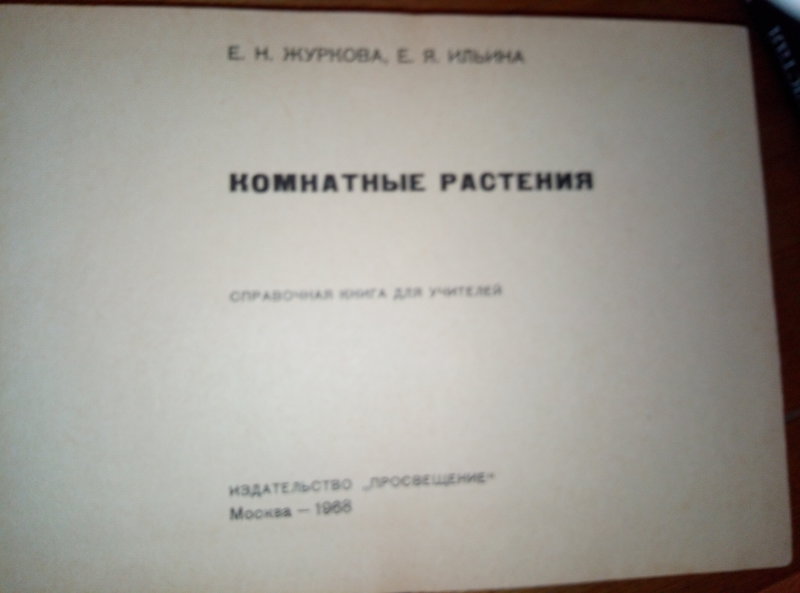 Е. Н. ЖУРКОВА, Е. Я. ИЛЬИНА
КОМНАТНЫЕ РАСТЕНИЯ
СПРАВОЧНАЯ КНИГА ДЛЯ УЧИТЕЛЕЙ
ИЗДАТЕЛЬСТВО „ПРОСВЕЩЕНИЕ“
Москва — 1968